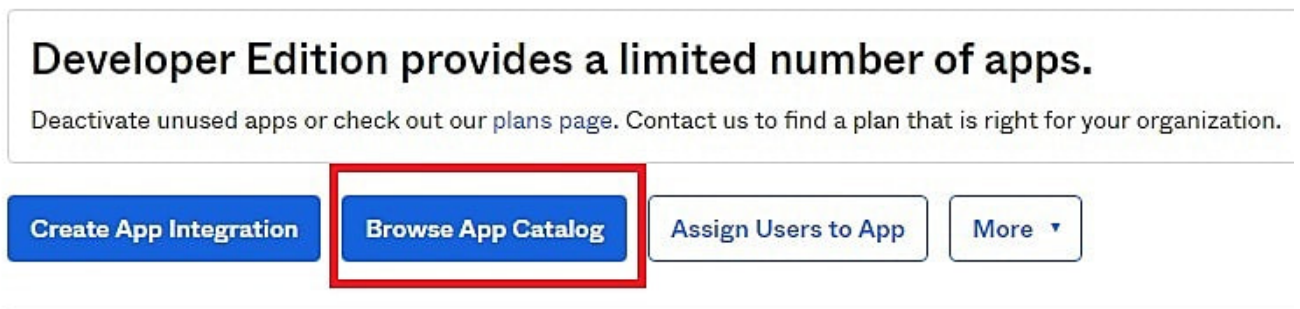 Developer Edition provides a limited number of apps.
Deactivate unused apps or check out our plans page. Contact us to find a plan that is right for your organization.
Create App Integration
Browse App Catalog
Assign Users to App
More